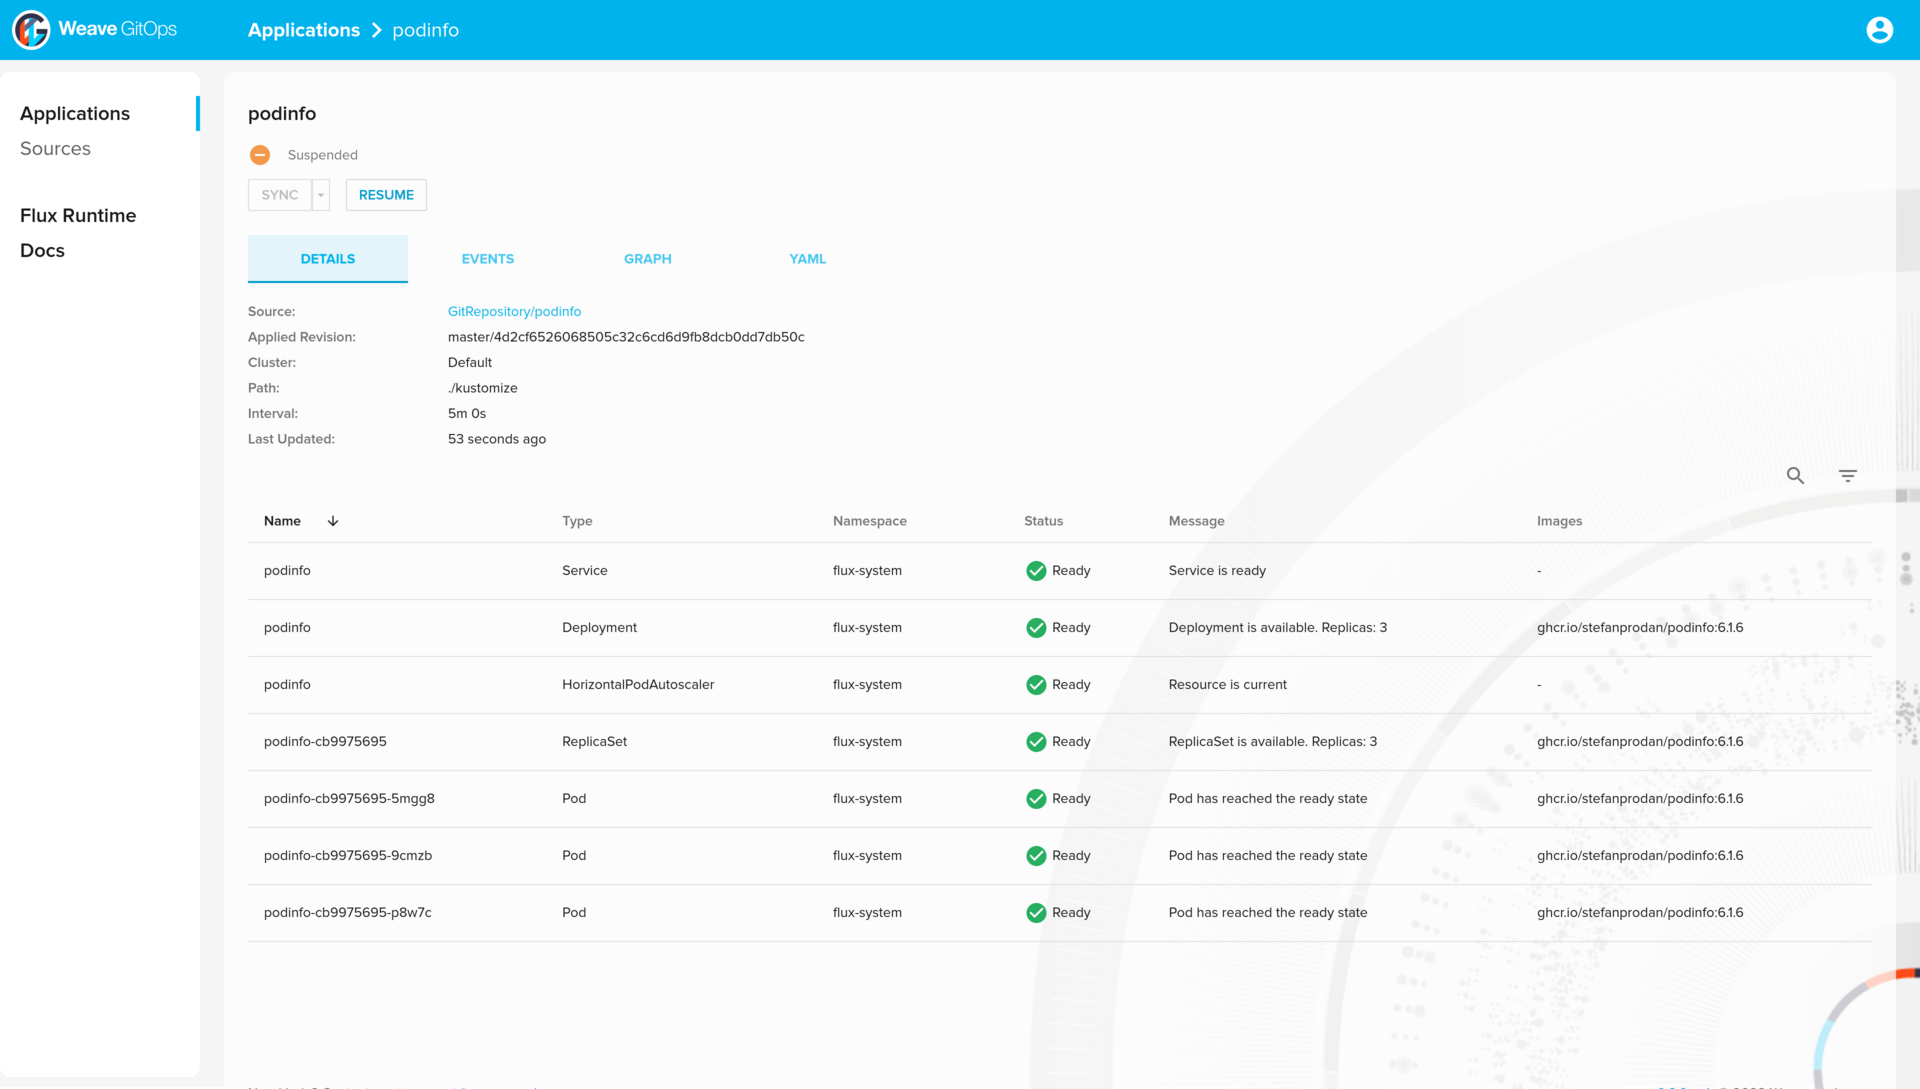 Weave GitOps
Applications > podinfo
Applications
Sources
Flux Runtime
Docs
podinfo
Suspended
SYNC RESUME
DETAILS EVENTS GRAPH YAML
Source: GitRepository/podinfo
Applied Revision: master/4d2cf6526068505c32c6cd6d9fb8dcb0dd7db50c
Cluster: Default
Path: ./kustomize
Interval: 5m 0s
Last Updated: 53 seconds ago
Name Type Namespace Status Message Images
podinfo Service flux-system Ready Service is ready -
podinfo Deployment flux-system Ready Deployment is available. Replicas: 3 ghcr.io/stefanprodan/podinfo:6.1.6
podinfo HorizontalPodAutoscaler flux-system Ready Resource is current -
podinfo-cb9975695 ReplicaSet flux-system Ready ReplicaSet is available. Replicas: 3 ghcr.io/stefanprodan/podinfo:6.1.6
podinfo-cb9975695-5mgg8 Pod flux-system Ready Pod has reached the ready state ghcr.io/stefanprodan/podinfo:6.1.6
podinfo-cb9975695-9cmzb Pod flux-system Ready Pod has reached the ready state ghcr.io/stefanprodan/podinfo:6.1.6
podinfo-cb9975695-p8w7c Pod flux-system Ready Pod has reached the ready state ghcr.io/stefanprodan/podinfo:6.1.6